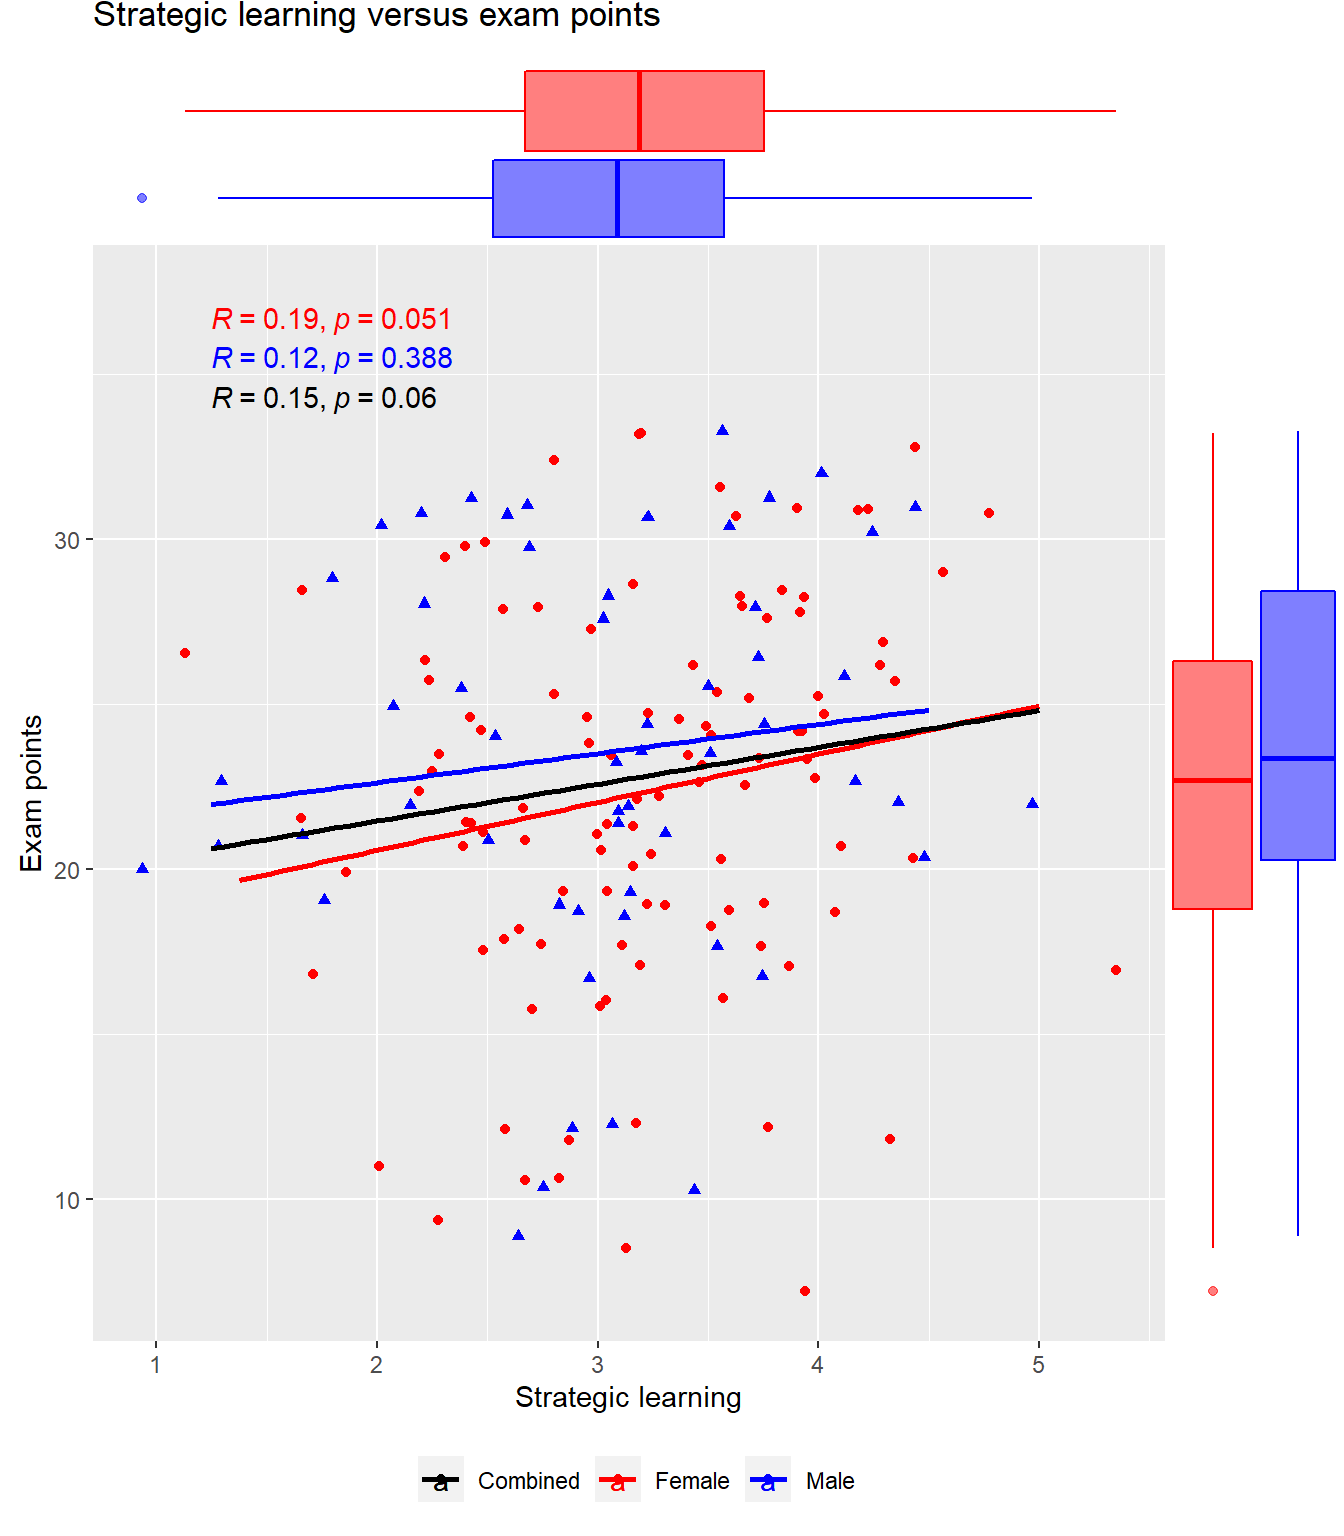 Strategic learning versus exam points
R = 0.19, p = 0.051
R = 0.12, p = 0.388
R = 0.15, p = 0.06
30
20
10
Exam points
1 2 3 4 5
Strategic learning
a Combined a Female a Male